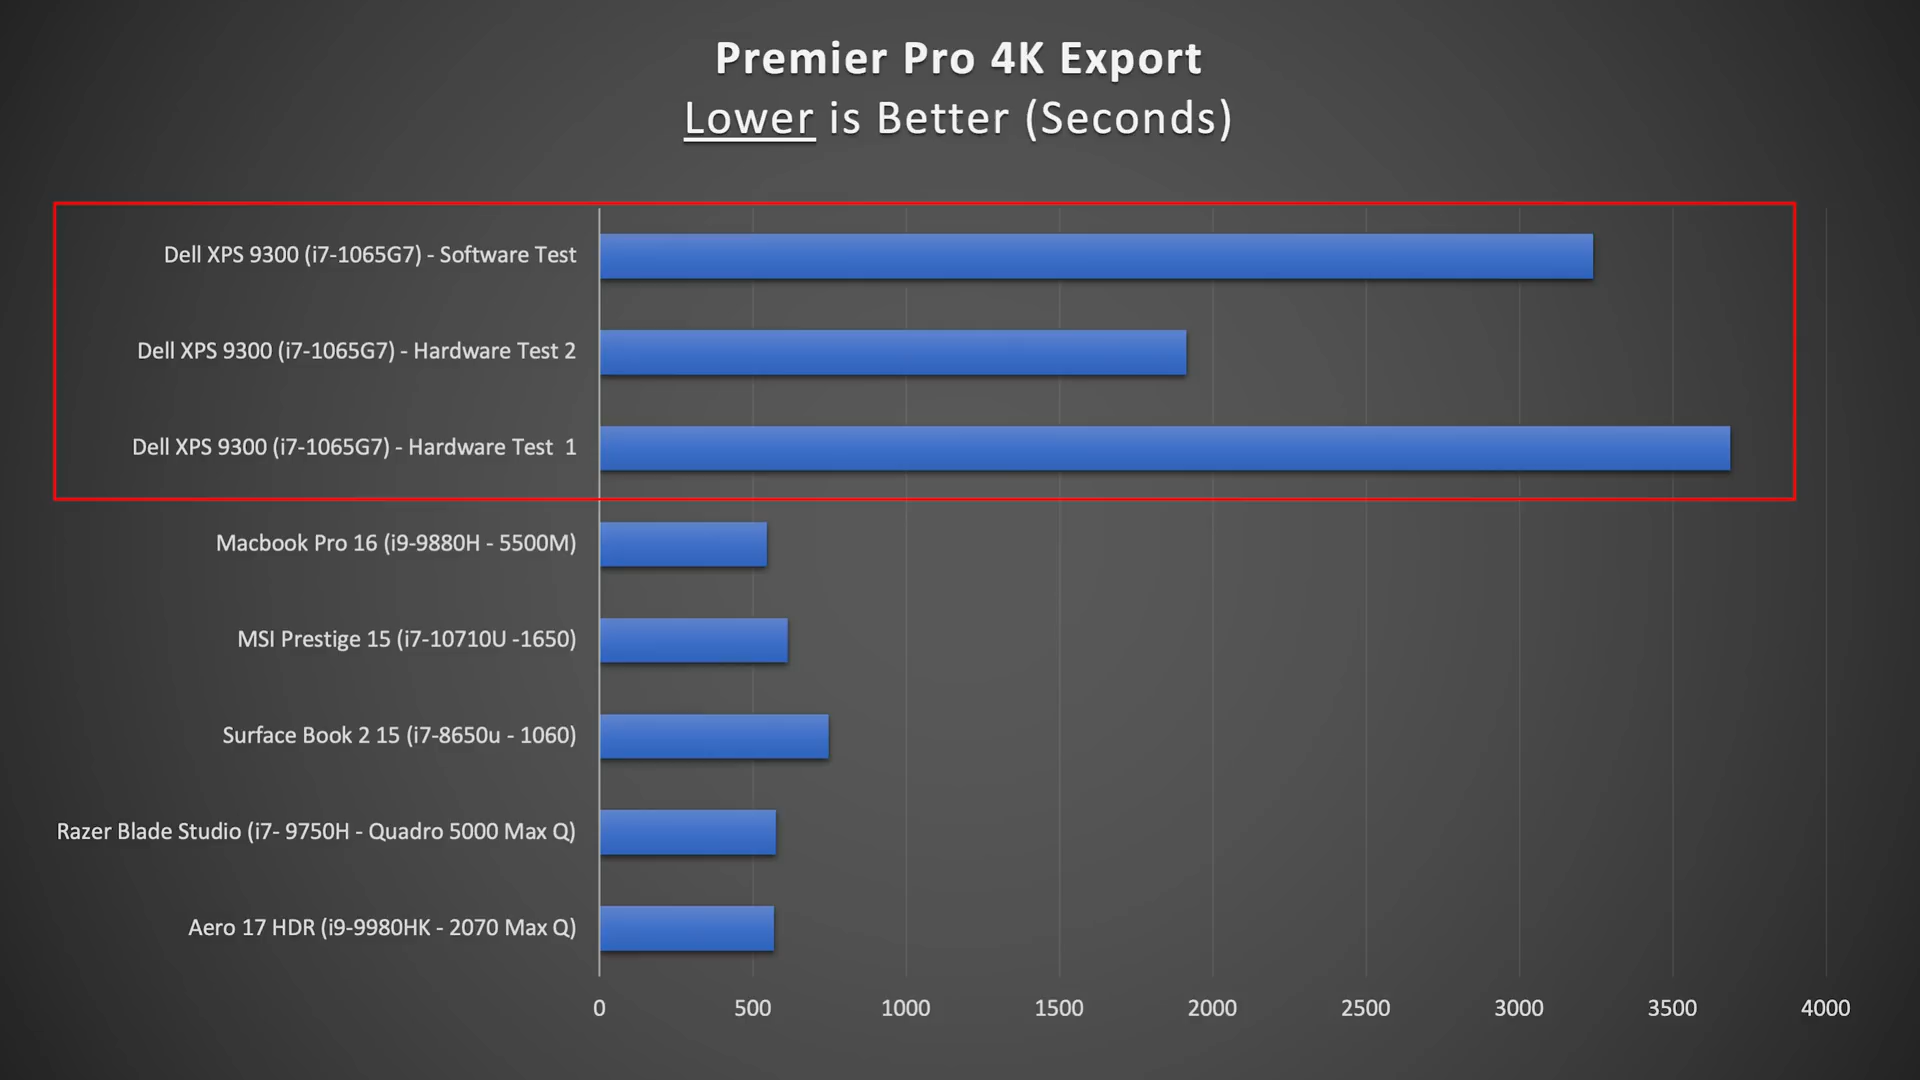 Premier Pro 4K Export
Lower is Better (Seconds)
Dell XPS 9300 (i7-1065G7) - Software Test
Dell XPS 9300 (i7-1065G7) - Hardware Test 2
Dell XPS 9300 (i7-1065G7) - Hardware Test  1
Macbook Pro 16 (i9-9880H - 5500M)
MSI Prestige 15 (i7-10710U -1650)
Surface Book 2 15 (i7-8650u - 1060)
Razer Blade Studio (i7- 9750H - Quadro 5000 Max Q)
Aero 17 HDR (i9-9980HK - 2070 Max Q)
0 500 1000 1500 2000 2500 3000 3500 4000